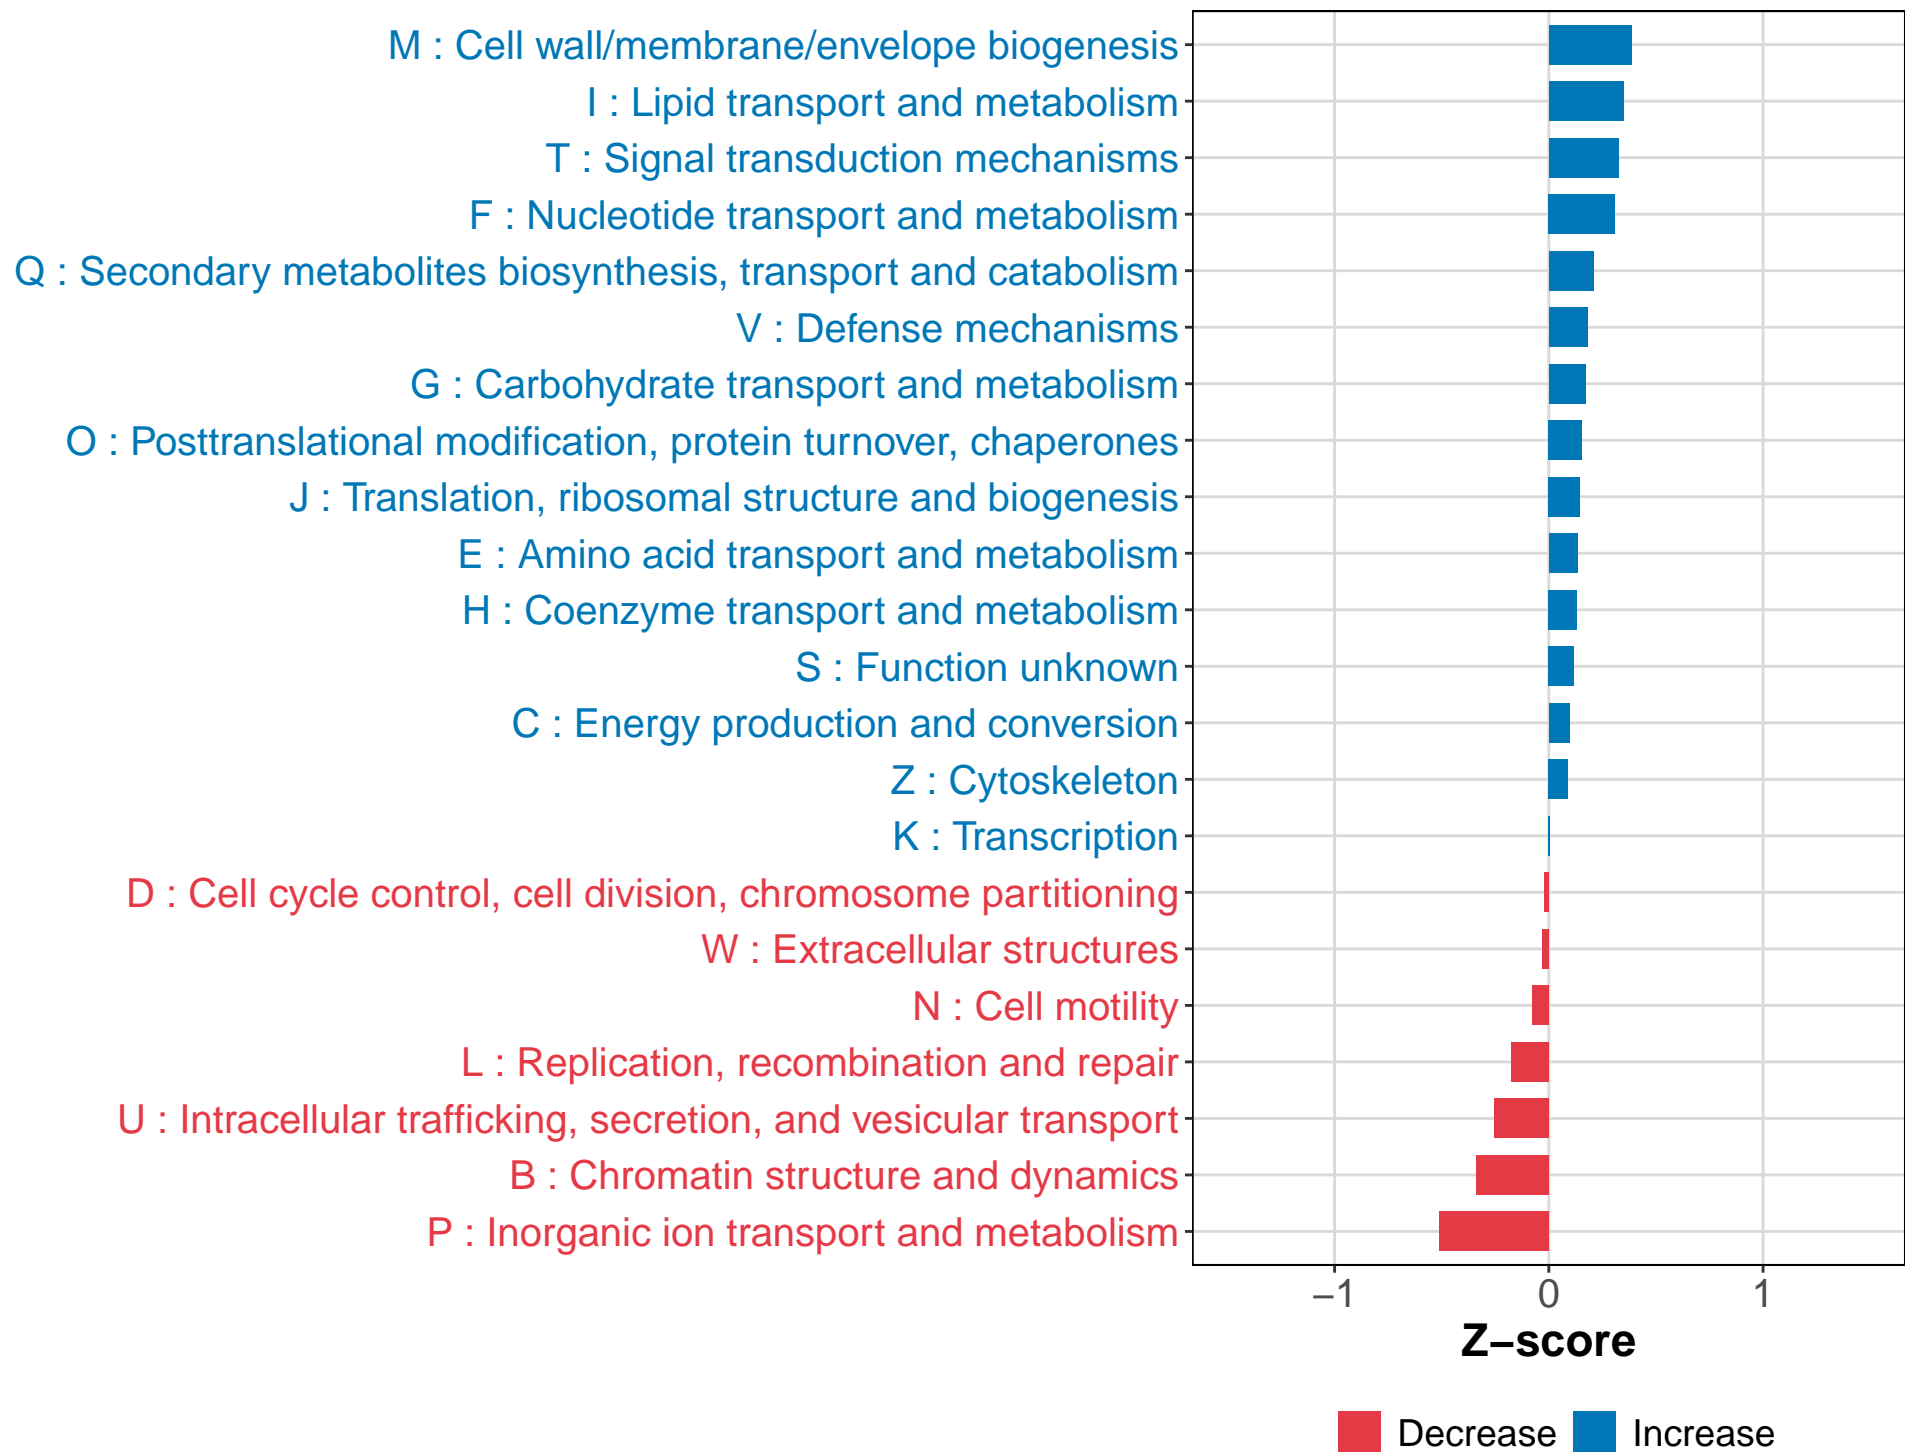 M : Cell wall/membrane/envelope biogenesis
I : Lipid transport and metabolism
T : Signal transduction mechanisms
F : Nucleotide transport and metabolism
Q : Secondary metabolites biosynthesis, transport and catabolism
V : Defense mechanisms
G : Carbohydrate transport and metabolism
O : Posttranslational modification, protein turnover, chaperones
J : Translation, ribosomal structure and biogenesis
E : Amino acid transport and metabolism
H : Coenzyme transport and metabolism
S : Function unknown
C : Energy production and conversion
Z : Cytoskeleton
K : Transcription
D : Cell cycle control, cell division, chromosome partitioning
W : Extracellular structures
N : Cell motility
L : Replication, recombination and repair
U : Intracellular trafficking, secretion, and vesicular transport
B : Chromatin structure and dynamics
P : Inorganic ion transport and metabolism
−1 0 1
Z−score
Decrease Increase